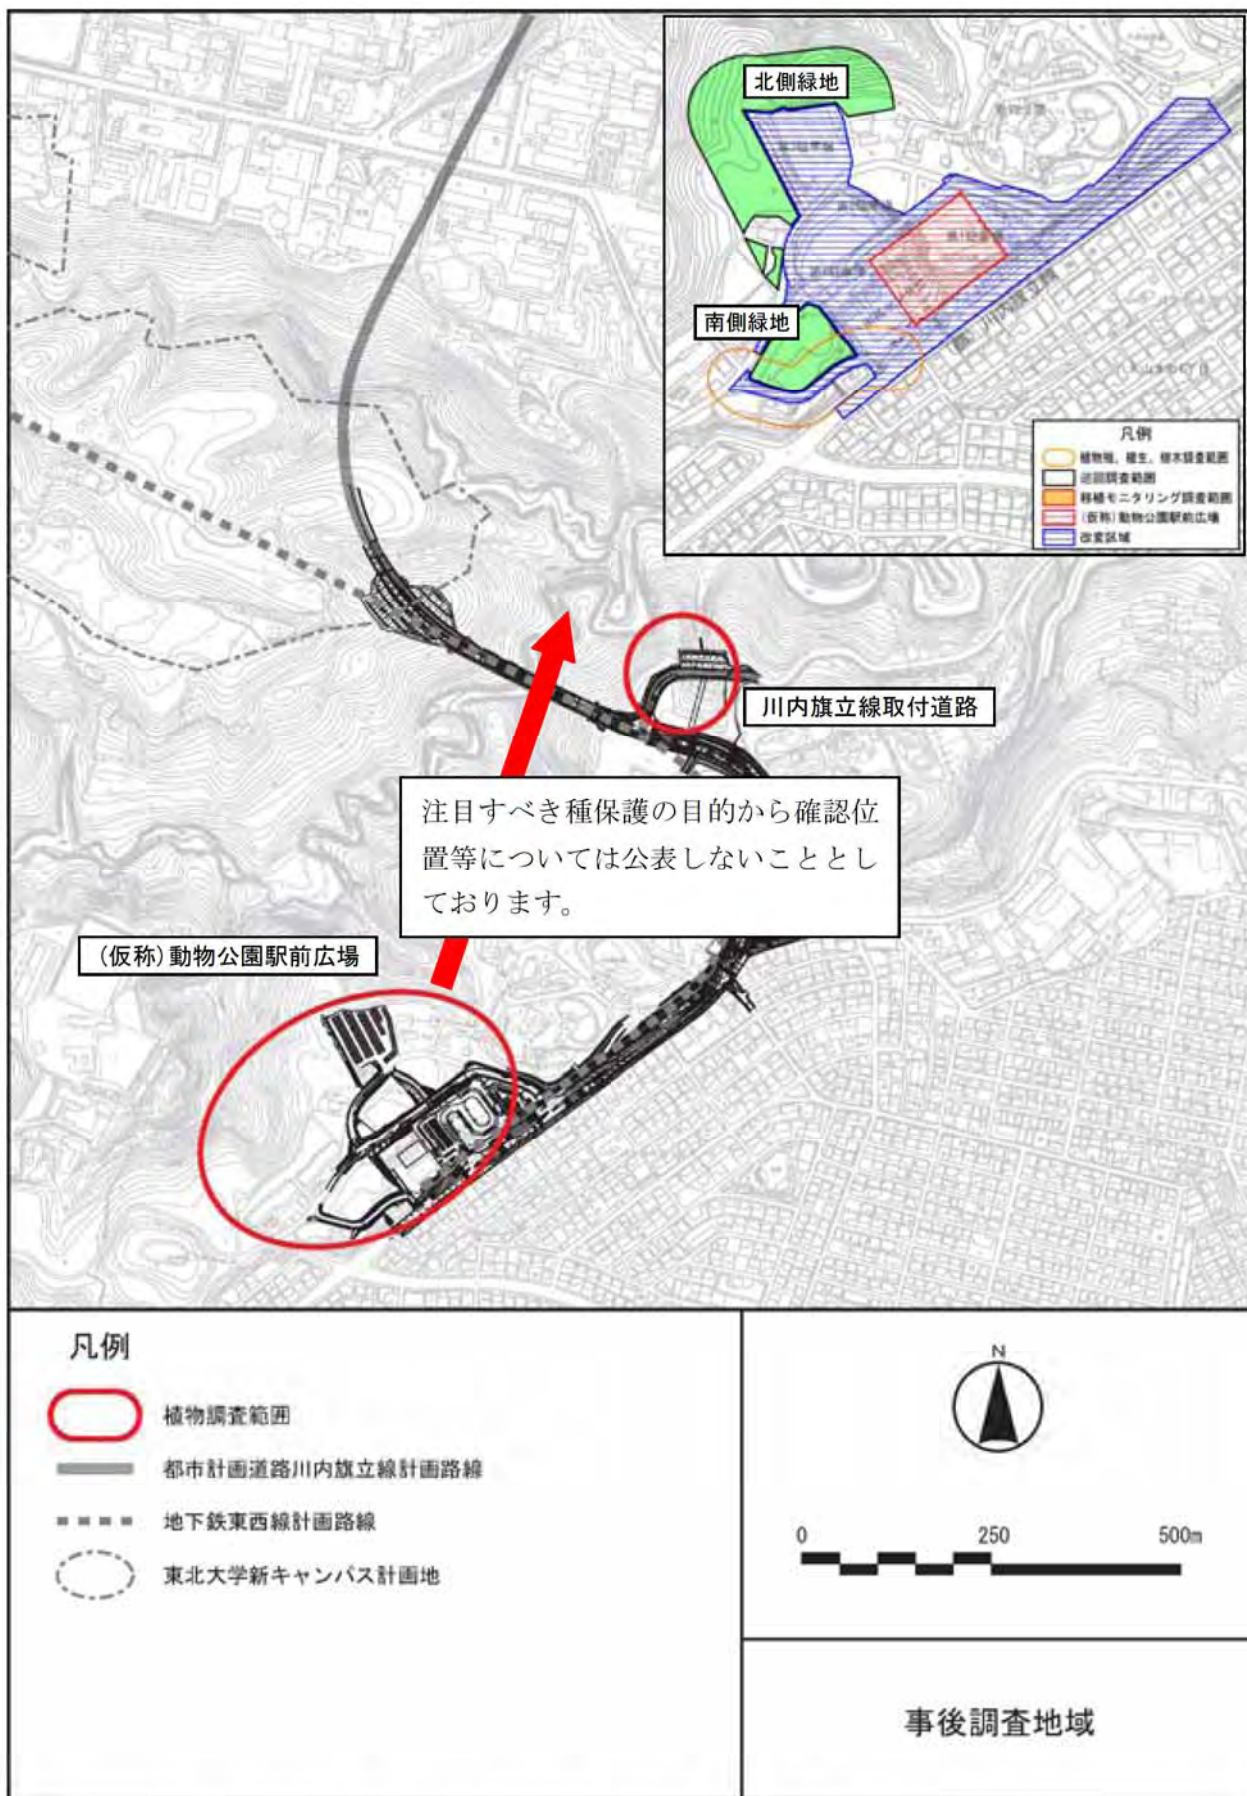 北側緑地
南側緑地
凡例
植物相、植生、樹木調査範囲
巡回調査範囲
移植モニタリング調査範囲
(仮称)動物公園駅前広場
改変区域
川内旗立線取付道路
注目すべき種保護の目的から確認位
置等については公表しないこととし
ております。
(仮称)動物公園駅前広場
凡例
植物調査範囲
都市計画道路川内旗立線計画路線
地下鉄東西線計画路線
東北大学新キャンパス計画地
N
0 250 500m
事後調査地域